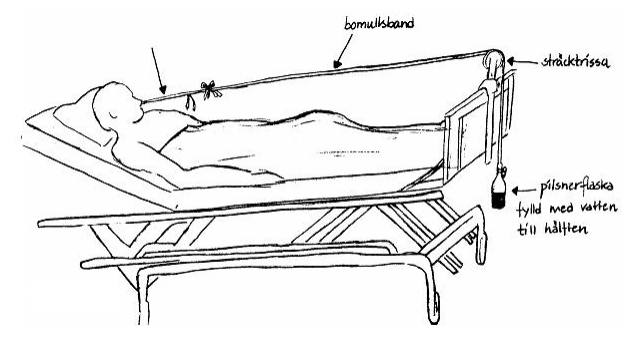 bomullsband
sträcktrissa
pilsnerflaska
fylld med vatten
till hälften